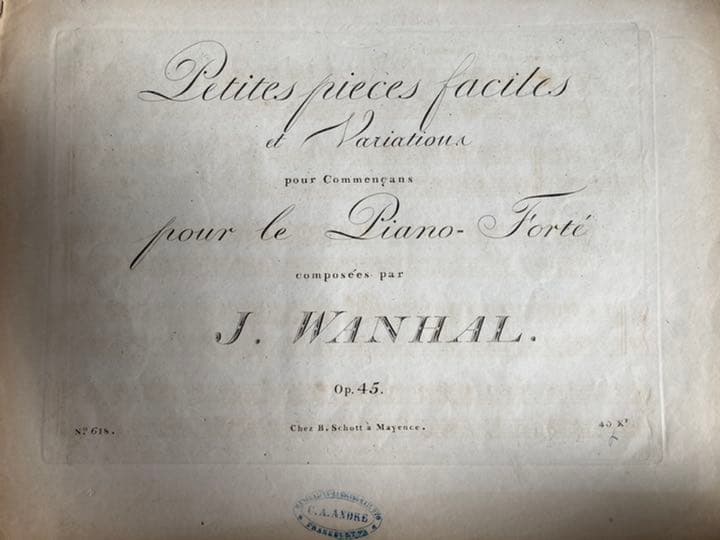 Petites pieces faciles
et Variations
pour Commençans
pour le Piano-Forté
composées par
J. WANHAL.
Op. 45.
Nº 618.
Chez B. Schott à Mayence.
C.A. ANDRÉ